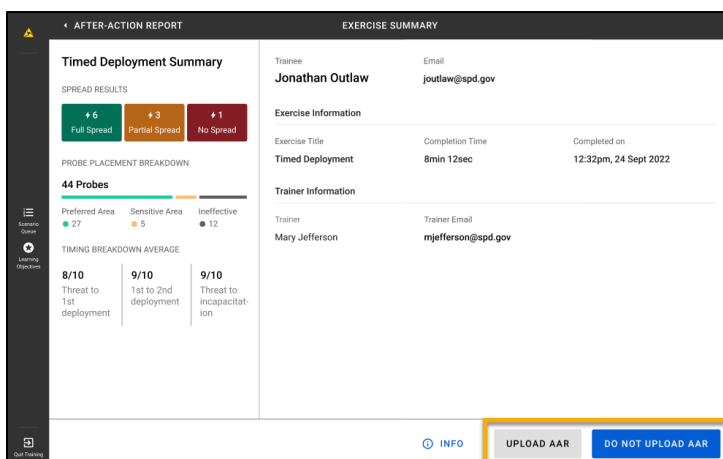 AFTER-ACTION REPORT
EXERCISE SUMMARY
Scenario
Queue
Learning
Objectives
Quit Training
Timed Deployment Summary
SPREAD RESULTS
6
Full Spread
3
Partial Spread
1
No Spread
PROBE PLACEMENT BREAKDOWN
44 Probes
Preferred Area
27
Sensitive Area
5
Ineffective
12
TIMING BREAKDOWN AVERAGE
8/10
Threat to
1st
deployment
9/10
1st to 2nd
deployment
9/10
Threat to
incapacitat-
ion
Trainee
Jonathan Outlaw
Email
joutlaw@spd.gov
Exercise Information
Exercise Title
Timed Deployment
Completion Time
8min 12sec
Completed on
12:32pm, 24 Sept 2022
Trainer Information
Trainer
Mary Jefferson
Trainer Email
mjefferson@spd.gov
INFO
UPLOAD AAR
DO NOT UPLOAD AAR